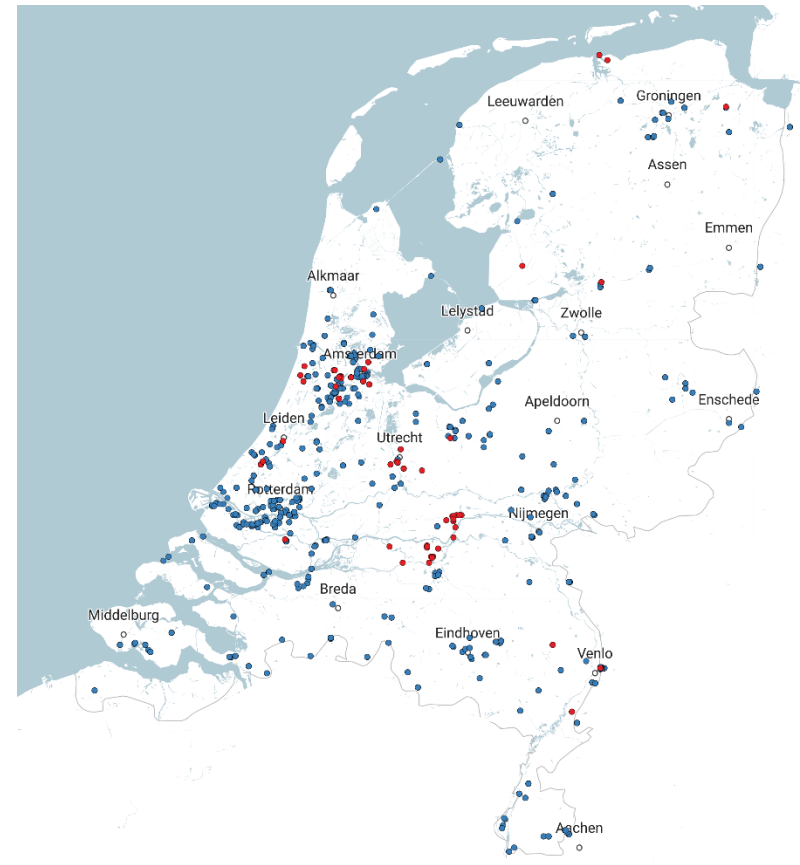 Leeuwarden
Groningen
Assen
Emmen
Alkmaar
Lelystad
Zwolle
Amsterdam
Apeldoorn
Enschede
Leiden
Utrecht
Rotterdam
Nijmegen
Breda
Middelburg
Eindhoven
Venlo
Aachen